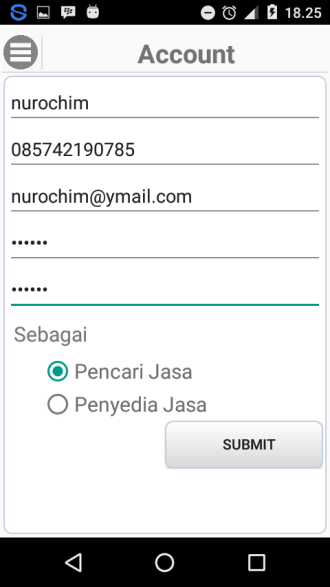 18.25
Account
nurochim
085742190785
nurochim@ymail.com
••••••
••••••
Sebagai
Pencari Jasa
Penyedia Jasa
SUBMIT